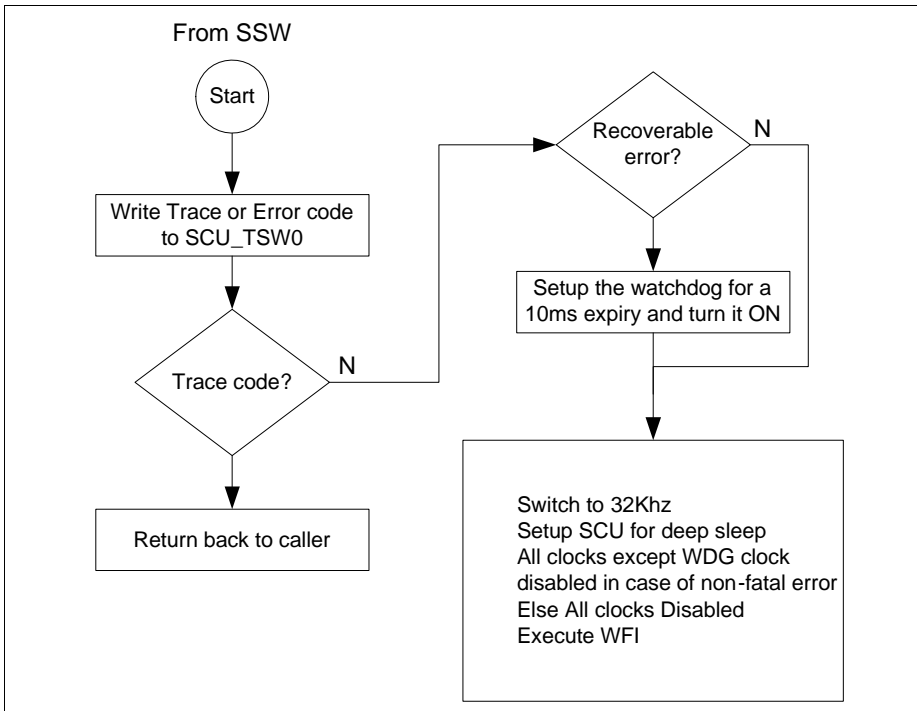 From SSW
Start
Write Trace or Error code
to SCU_TSW0
Trace code?
N
Return back to caller
Recoverable
error?
N
Setup the watchdog for a
10ms expiry and turn it ON
Switch to 32Khz
Setup SCU for deep sleep
All clocks except WDG clock
disabled in case of non-fatal error
Else All clocks Disabled
Execute WFI